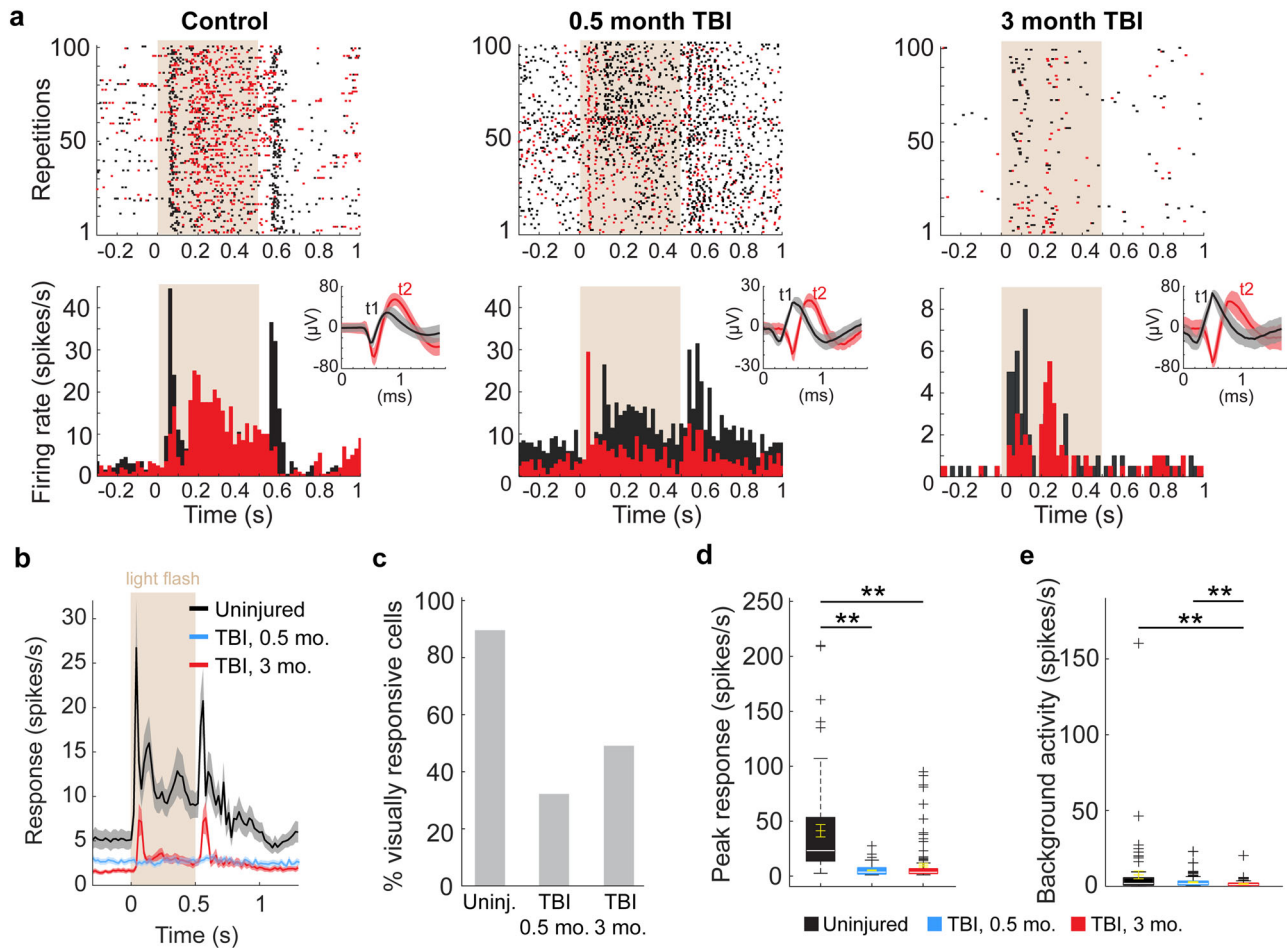 a
Control
0.5 month TBI
3 month TBI
Repetitions
100
50
1
-0.2 0 0.2 0.4 0.6 0.8 1
100
50
1
-0.2 0 0.2 0.4 0.6 0.8 1
100
50
1
-0.2 0 0.2 0.4 0.6 0.8 1
Firing rate (spikes/s)
40
30
20
10
0
-0.2 0 0.2 0.4 0.6 0.8 1
Time (s)
80
0
-80
(µV)
t1
t2
0 1
(ms)
40
30
20
10
0
-0.2 0 0.2 0.4 0.6 0.8 1
Time (s)
30
0
-30
(µV)
t1
t2
0 1
(ms)
8
6
4
2
0
-0.2 0 0.2 0.4 0.6 0.8 1
Time (s)
80
0
-80
(µV)
t1
t2
0 1
(ms)
b
light flash
Uninjured
TBI, 0.5 mo.
TBI, 3 mo.
Response (spikes/s)
30
25
20
15
10
5
0
0 0.5 1
Time (s)
c
% visually responsive cells
100
80
60
40
20
0
Uninj.
TBI
0.5 mo.
TBI
3 mo.
d
Peak response (spikes/s)
250
200
150
100
50
0
**
**
e
Background activity (spikes/s)
150
100
50
0
**
**
Uninjured
TBI, 0.5 mo.
TBI, 3 mo.